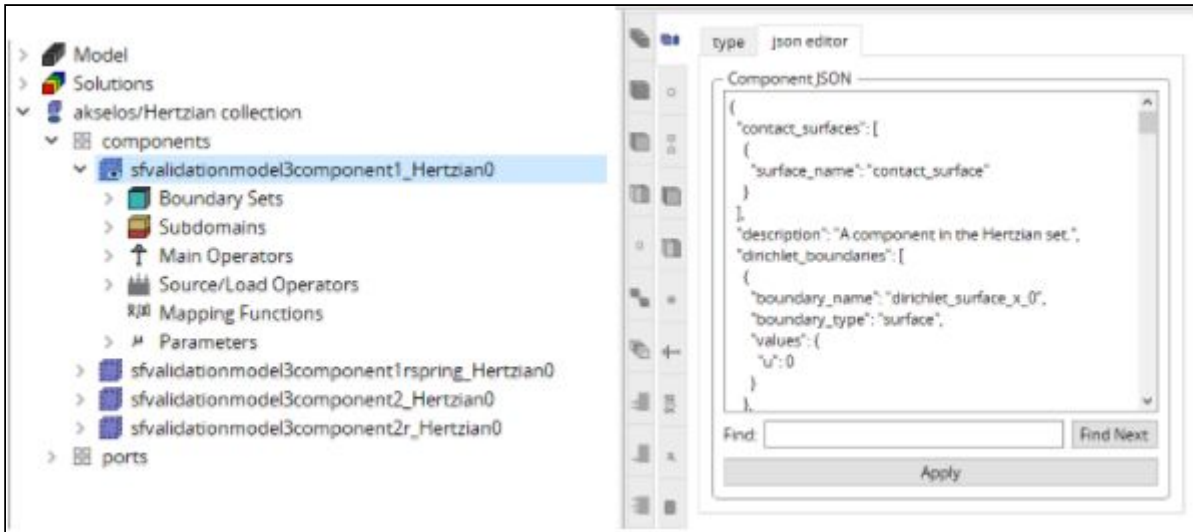 Model
Solutions
akselos/Hertzian collection
components
sfvalidationmodel3component1_Hertzian0
Boundary Sets
Subdomains
Main Operators
Source/Load Operators
Mapping Functions
μ Parameters
sfvalidationmodel3component1rspring_Hertzian0
sfvalidationmodel3component2_Hertzian0
sfvalidationmodel3component2r_Hertzian0
ports
type json editor
Component JSON
{
"contact_surfaces": [
{
"surface_name":"contact_surface"
}
],
"description": "A component in the Hertzian set.",
"dirichlet_boundaries": [
{
"boundary_name": "dirichlet_surface_x_0",
"boundary_type": "surface",
"values": {
"u": 0
}
},
Find: Find Next
Apply